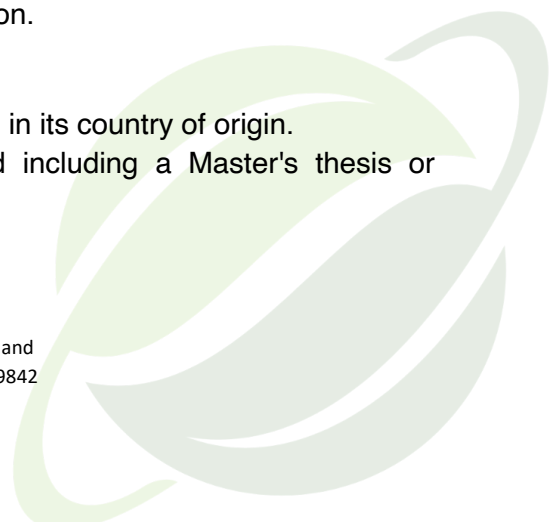 on.
in its country of origin.
d including a Master's thesis or
and
9842